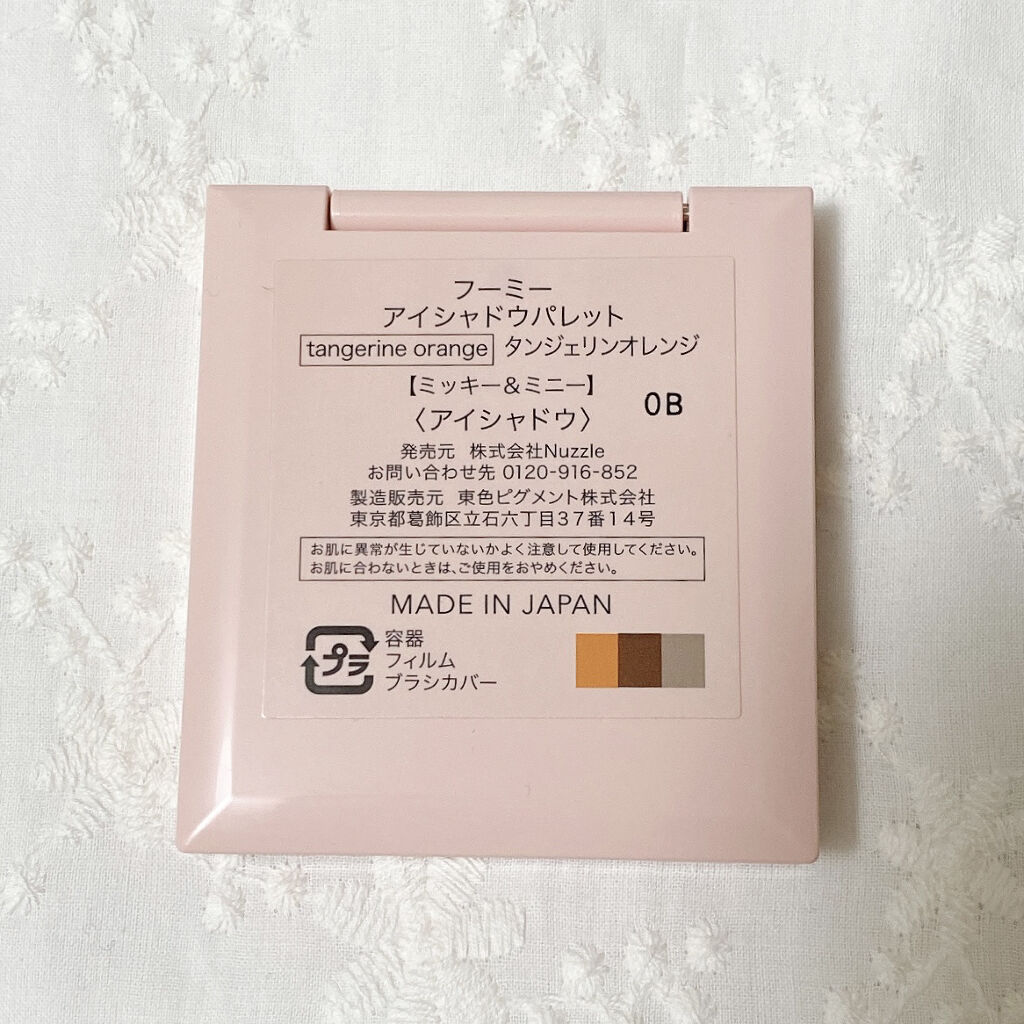 フーミー
アイシャドウパレット
tangerine orange タンジェリンオレンジ
【ミッキー＆ミニー】
〈アイシャドウ〉
0B
発売元 株式会社Nuzzle
お問い合わせ先 0120-916-852
製造販売元 東色ピグメント株式会社
東京都葛飾区立石六丁目37番14号
お肌に異常が生じていないかよく注意して使用してください。
お肌に合わないときは、ご使用をおやめください。
MADE IN JAPAN
プラ
容器
フィルム
ブラシカバー